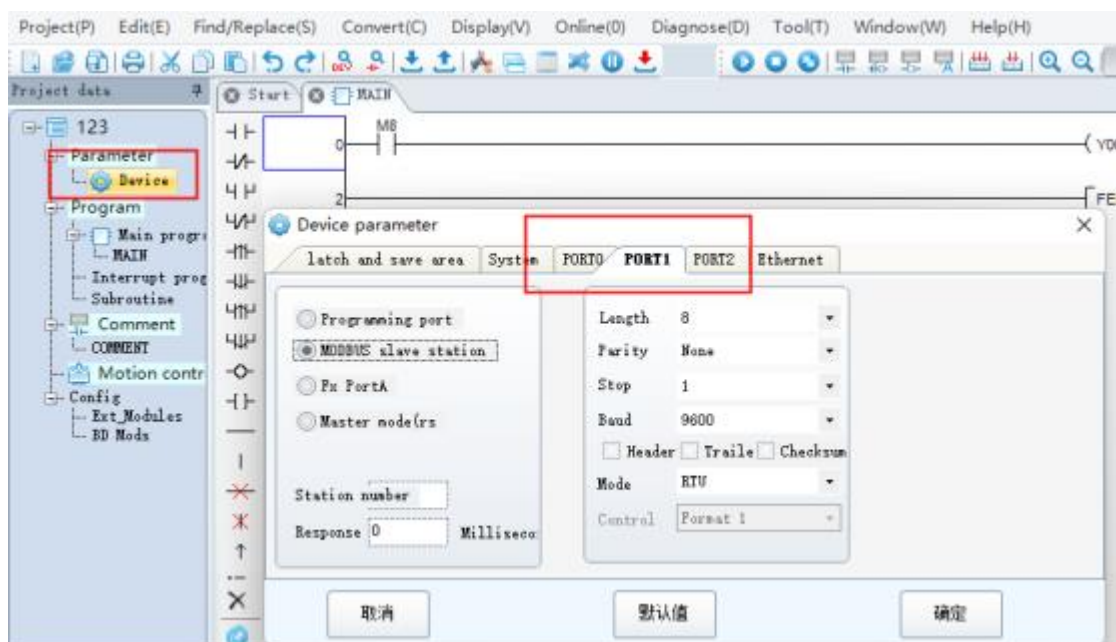 Project(P) Edit(E) Find/Replace(S) Convert(C) Display(V) Online(O) Diagnose(D) Tool(T) Window(W) Help(H)
Project data
Start MAIN
123
Parameter
Device
Program
Main progr
MAIN
Interrupt prog
Subroutine
Comment
COMMENT
Motion contr
Config
Ext_Modules
BD Mods
0 M8 Y00
2 FE
Device parameter
latch and save area System PORT0 PORT1 PORT2 Ethernet
Programming port
MODBUS slave station
Fx PortA
Master mode(rs
Station number
Response 0 Millisecon
Length 8
Parity None
Stop 1
Baud 9600
Header Traile Checksum
Mode RTU
Control Format 1
取消 默认值 确定